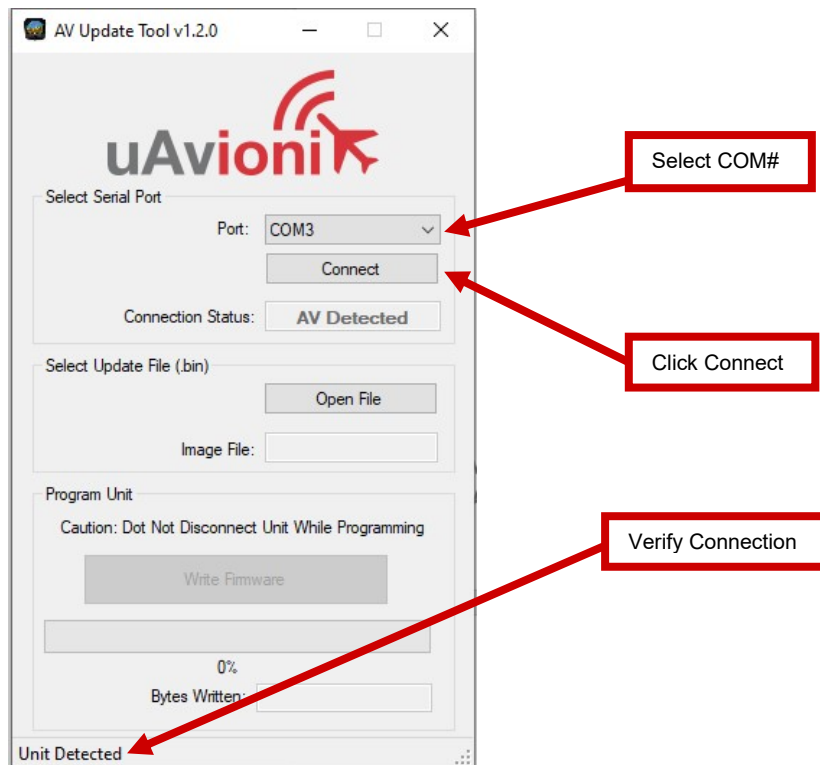 AV Update Tool v1.2.0
uAvioni
Select COM#
Select Serial Port
Port: COM3
Connect
Connection Status: AV Detected
Click Connect
Select Update File (.bin)
Open File
Image File:
Program Unit
Caution: Dot Not Disconnect Unit While Programming
Verify Connection
Write Firmware
0%
Bytes Written:
Unit Detected